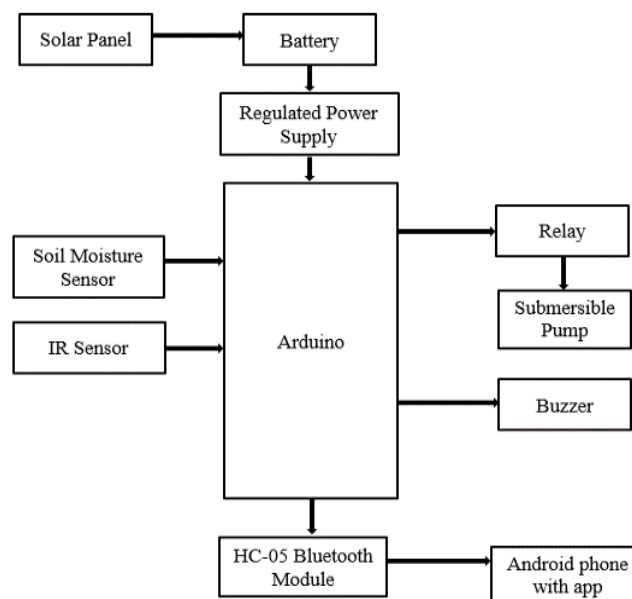 Solar Panel
Battery
Regulated Power
Supply
Soil Moisture
Sensor
IR Sensor
Arduino
Relay
Submersible
Pump
Buzzer
HC-05 Bluetooth
Module
Android phone
with app